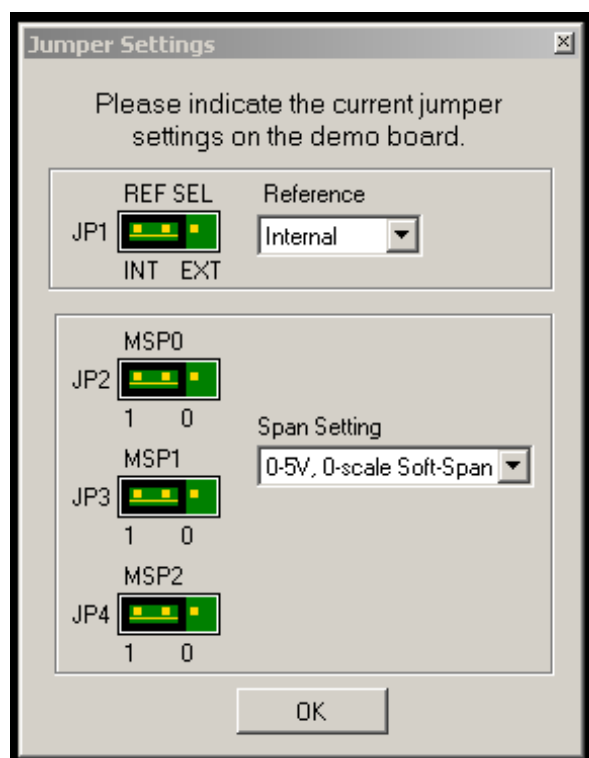 Jumper Settings
Please indicate the current jumper
settings on the demo board.
REF SEL Reference
JP1 Internal
INT EXT
MSP0
JP2
1 0
Span Setting
MSP1
0-5V, 0-scale Soft-Span
JP3
1 0
MSP2
JP4
1 0
OK